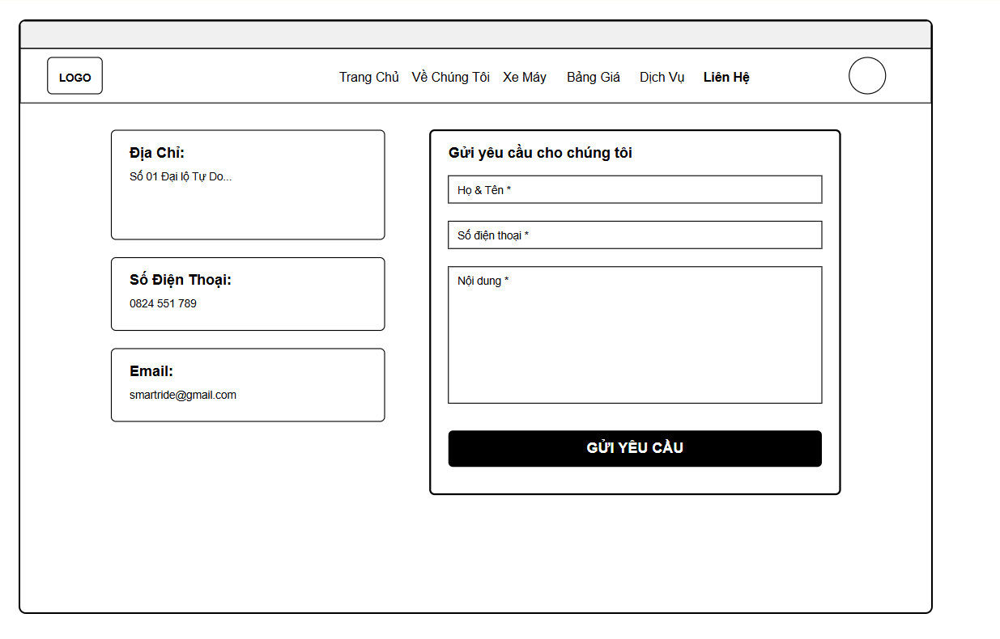 LOGO
Trang Chủ Về Chúng Tôi Xe Máy Bảng Giá Dịch Vụ Liên Hệ
Địa Chỉ:
Số 01 Đại lộ Tự Do...
Số Điện Thoại:
0824 551 789
Email:
smartride@gmail.com
Gửi yêu cầu cho chúng tôi
Họ & Tên *
Số điện thoại *
Nội dung *
GỬI YÊU CẦU